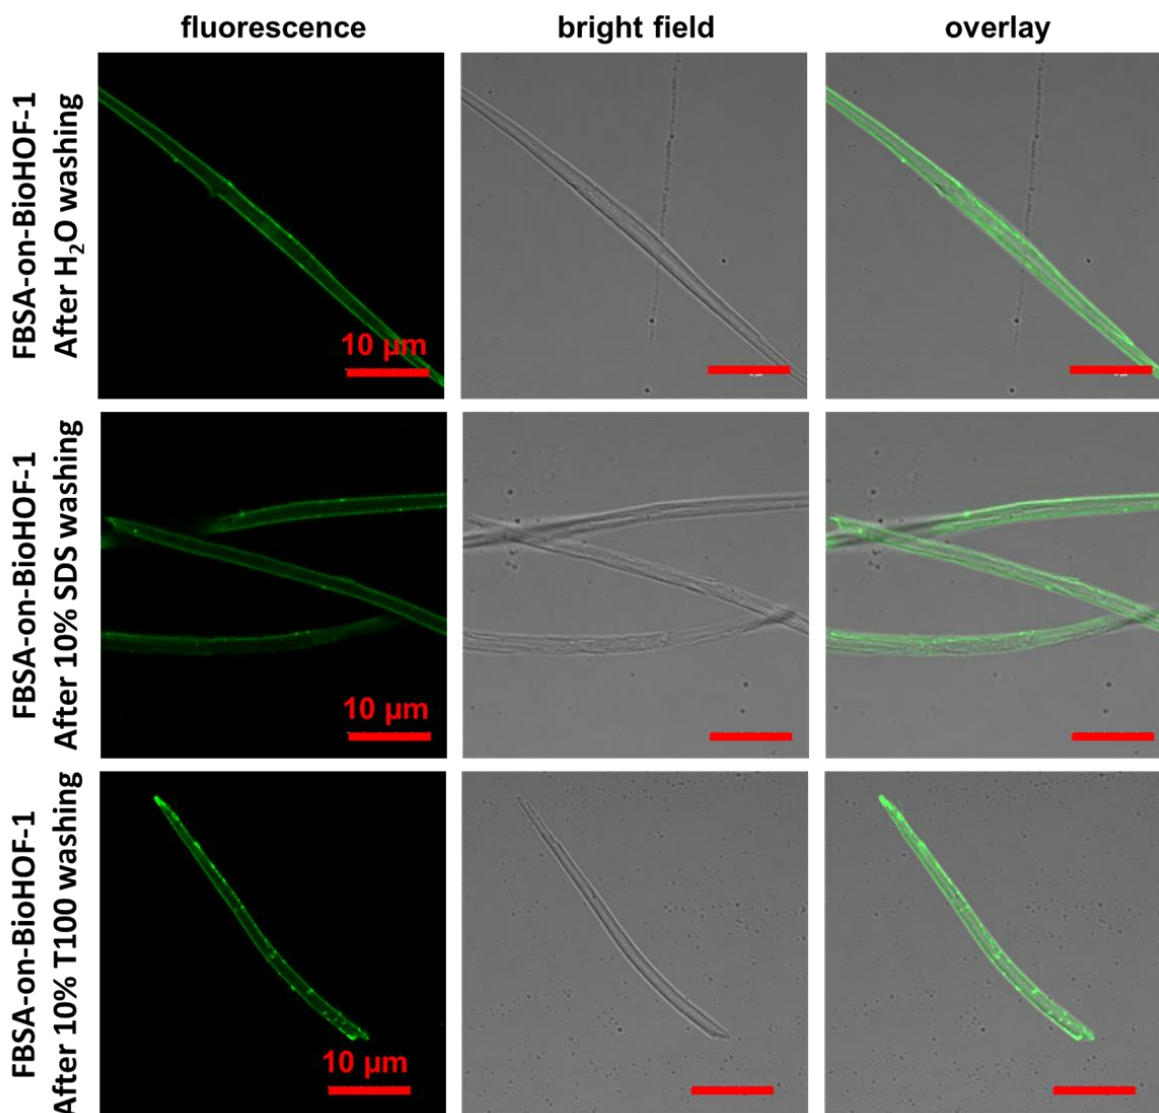 fluorescence
bright field
overlay
FBSA-on-BioHOF-1
After H₂O washing
10 µm
FBSA-on-BioHOF-1
After 10% SDS washing
10 µm
FBSA-on-BioHOF-1
After 10% T100 washing
10 µm